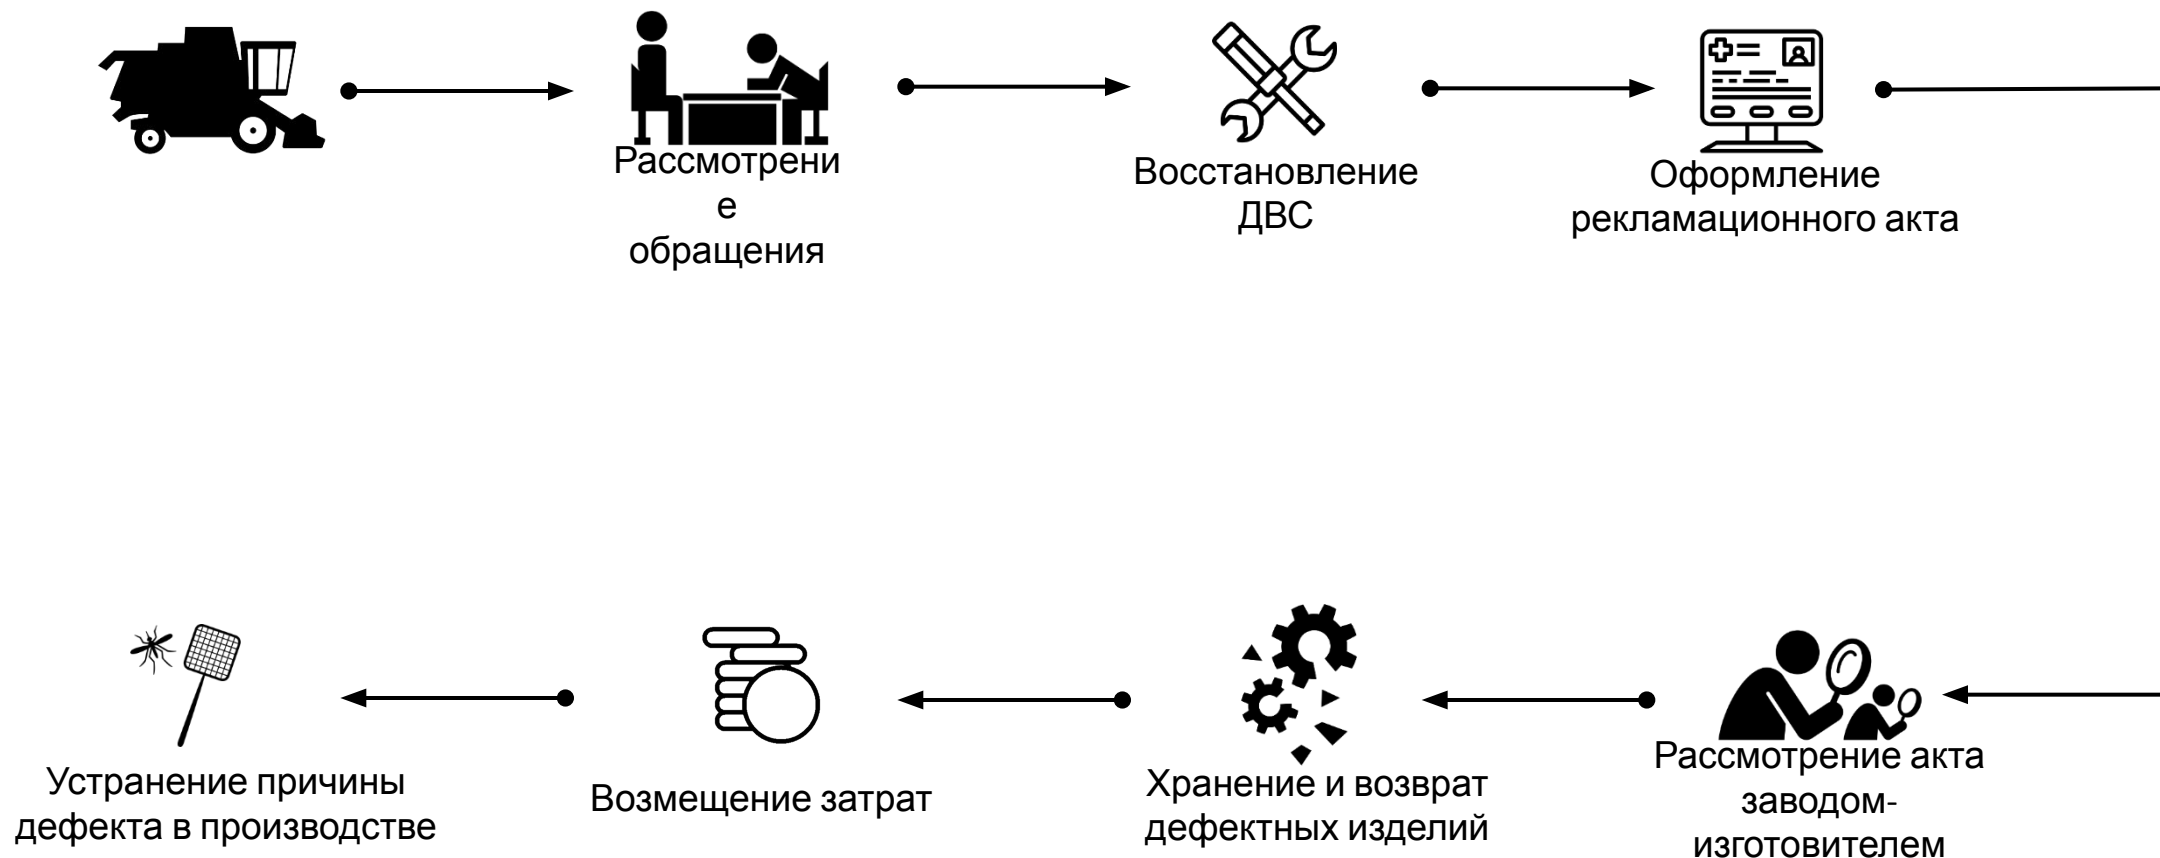 Рассмотрени
е
обращения
Восстановление
ДВС
Оформление
рекламационного акта
Устранение причины
дефекта в производстве
Возмещение затрат
Хранение и возврат
дефектных изделий
Рассмотрение акта
заводом-
изготовителем